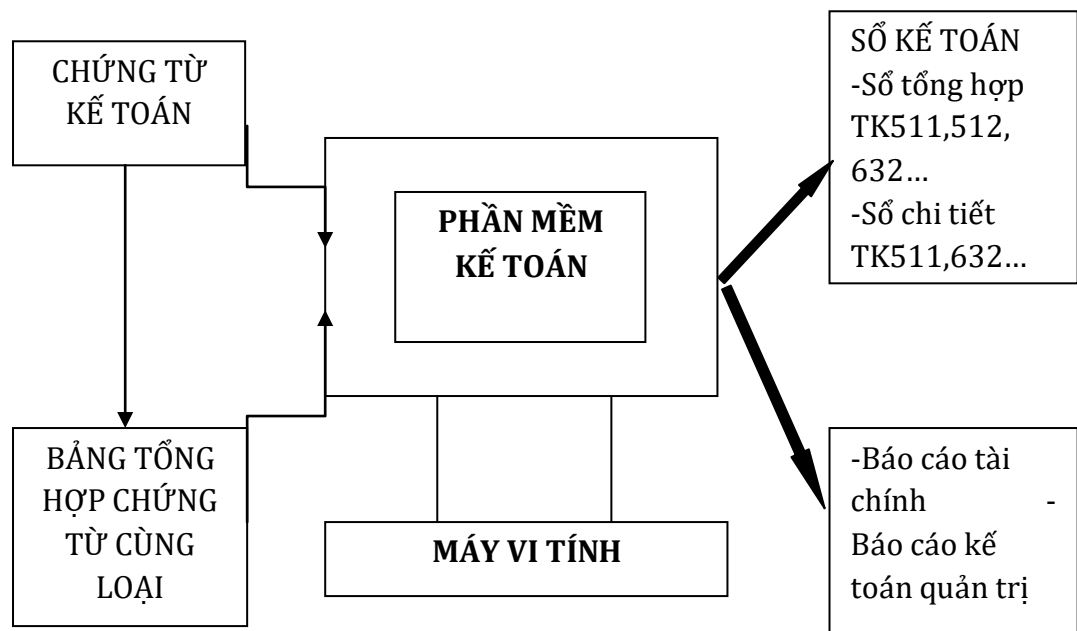 CHỨNG TỪ
KẾ TOÁN
BẢNG TỔNG
HỢP CHỨNG
TỪ CÙNG
LOẠI
PHẦN MỀM
KẾ TOÁN
MÁY VI TÍNH
SỔ KẾ TOÁN
-Sổ tổng hợp
TK511,512,
632...
-Sổ chi tiết
TK511,632...
-Báo cáo tài
chính -
Báo cáo kế
toán quản trị